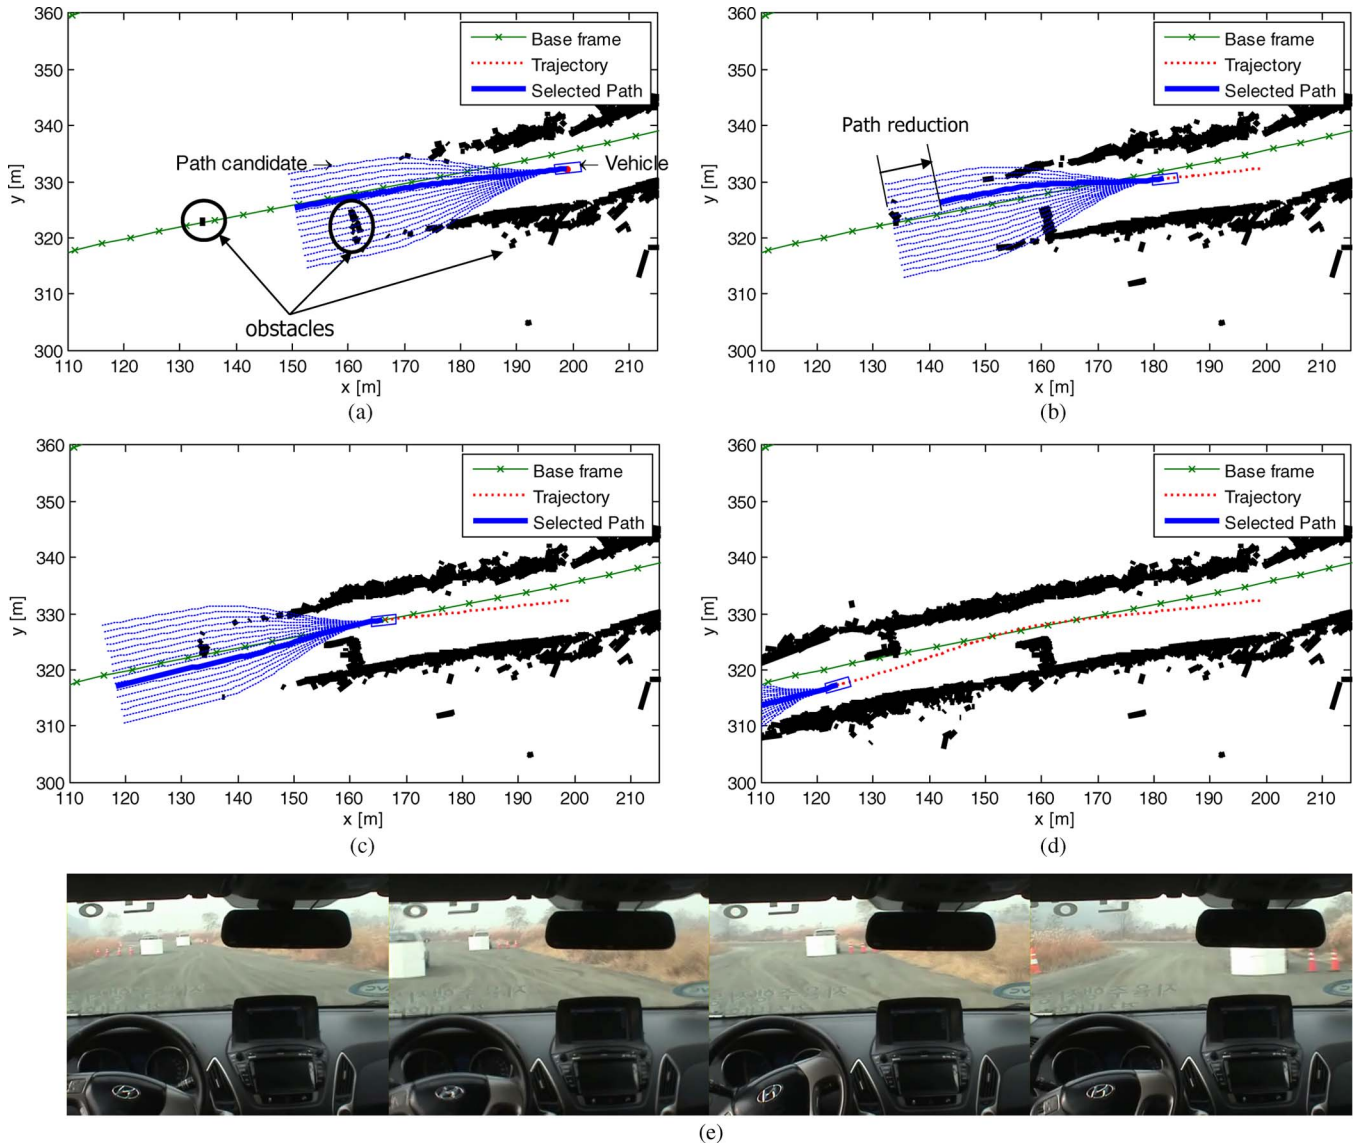 360
350
340
330
320
310
300
y [m]
110 120 130 140 150 160 170 180 190 200 210
x [m]
Base frame
Trajectory
Selected Path
Path candidate
Vehicle
obstacles
(a)
360
350
340
330
320
310
300
y [m]
110 120 130 140 150 160 170 180 190 200 210
x [m]
Base frame
Trajectory
Selected Path
Path reduction
(b)
360
350
340
330
320
310
300
y [m]
110 120 130 140 150 160 170 180 190 200 210
x [m]
Base frame
Trajectory
Selected Path
(c)
360
350
340
330
320
310
300
y [m]
110 120 130 140 150 160 170 180 190 200 210
x [m]
Base frame
Trajectory
Selected Path
(d)
(e)